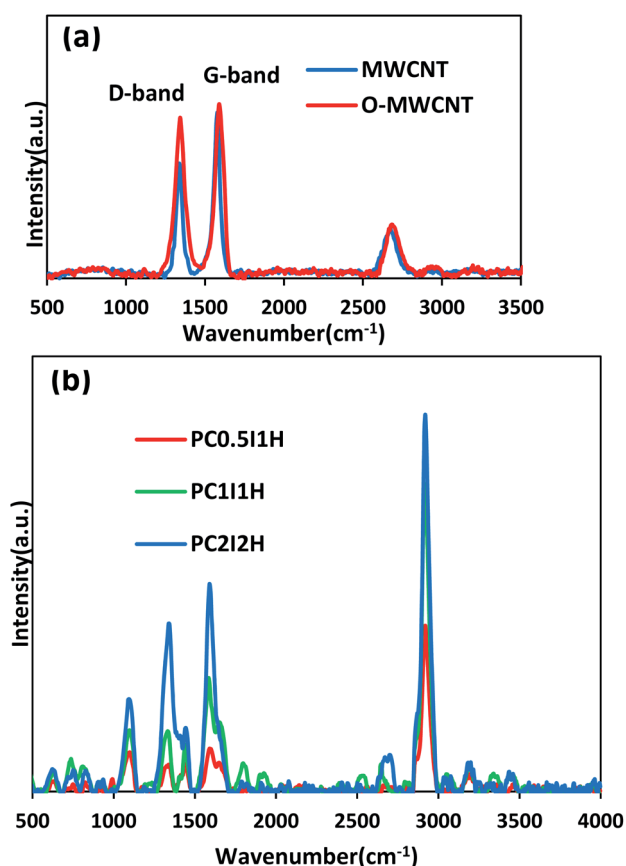 (a)
G-band
D-band
MWCNT
O-MWCNT
Intensity(a.u.)
500 1000 1500 2000 2500 3000 3500
Wavenumber(cm⁻¹)
(b)
PC0.5I1H
PC1I1H
PC2I2H
Intensity(a.u.)
500 1000 1500 2000 2500 3000 3500 4000
Wavenumber(cm⁻¹)